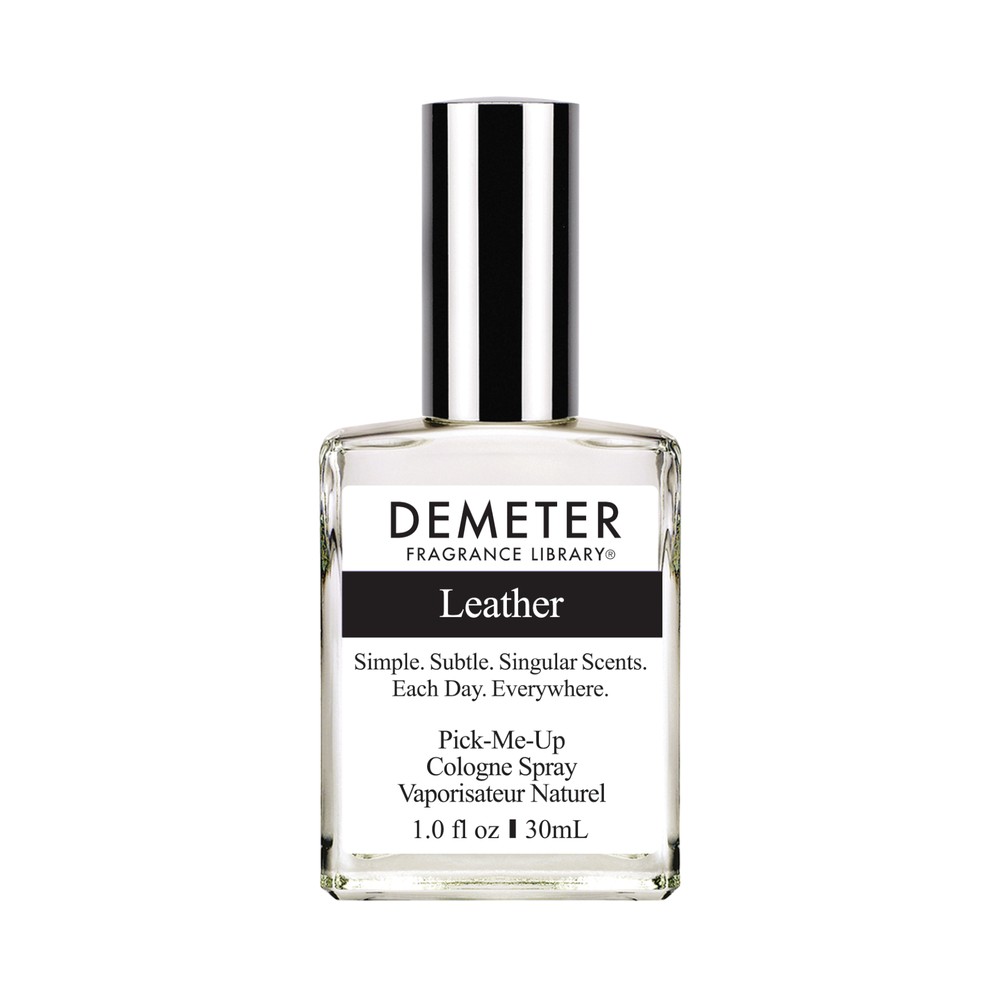 DEMETER
FRAGRANCE LIBRARY®
Leather
Simple. Subtle. Singular Scents.
Each Day. Everywhere.
Pick-Me-Up
Cologne Spray
Vaporisateur Naturel
1.0 fl oz ▌ 30mL